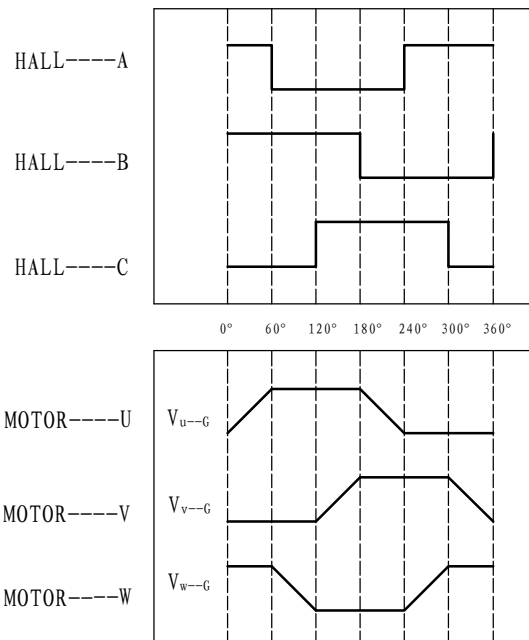 HALL----A
HALL----B
HALL----C
0° 60° 120° 180° 240° 300° 360°
MOTOR----U Vu--G
MOTOR----V Vv--G
MOTOR----W Vw--G